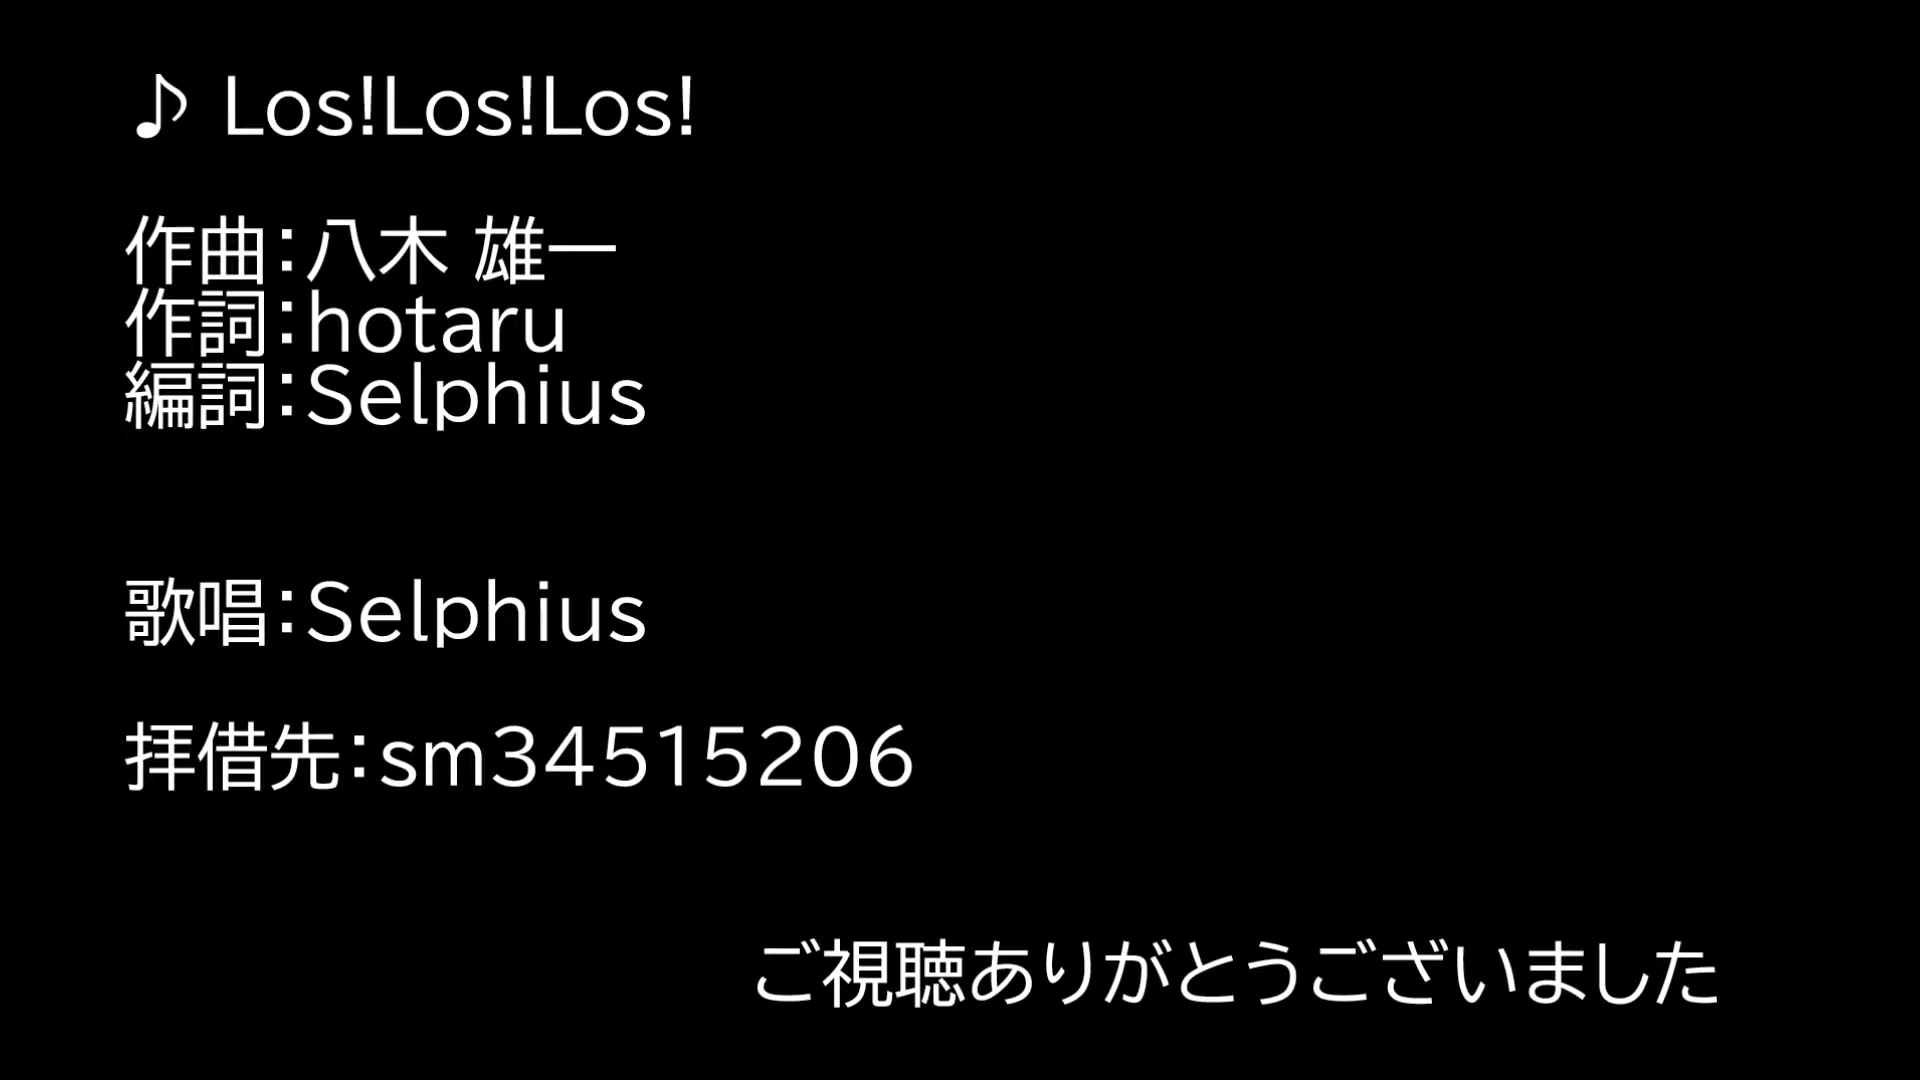 ♪ Los!Los!Los!
作曲：八木 雄一
作詞：hotaru
編詞：Selphius
歌唱：Selphius
拝借先：sm34515206
ご視聴ありがとうございました